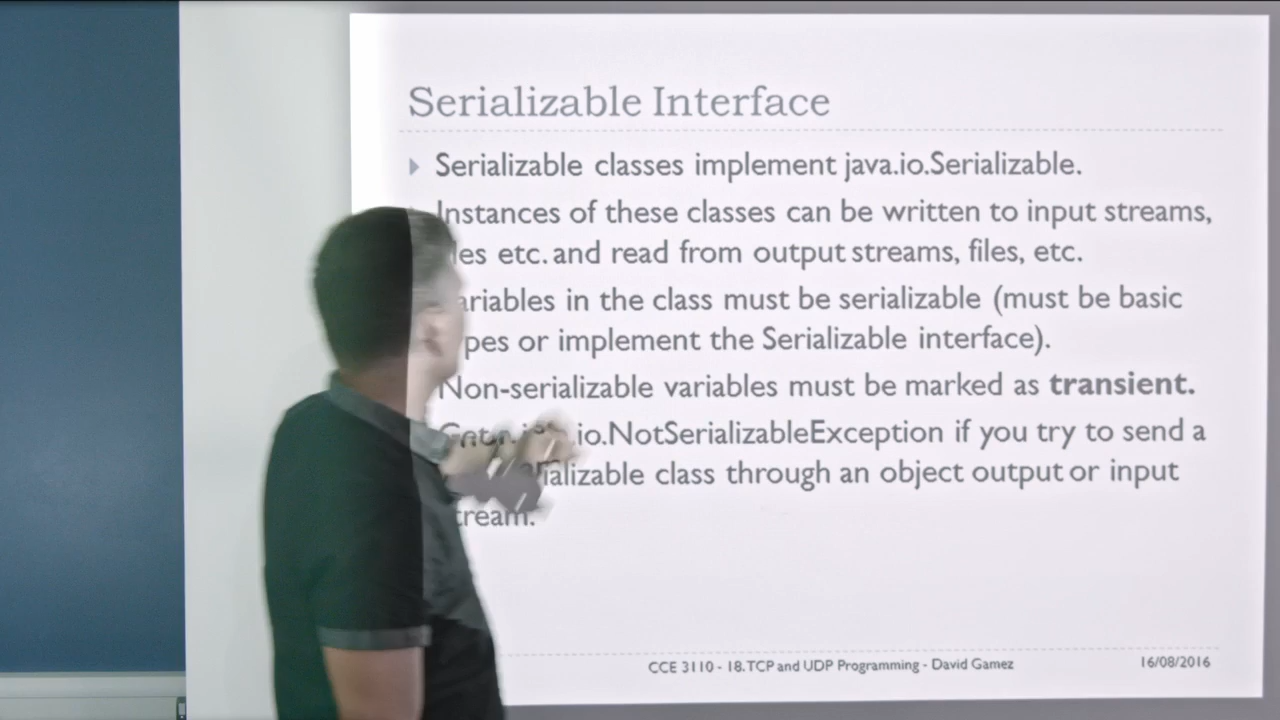 Serializable Interface
Serializable classes implement java.io.Serializable.
Instances of these classes can be written to input streams,
etc. and read from output streams, files, etc.
in the class must be serializable (must be basic
or implement the Serializable interface).
Non-serializable variables must be marked as transient.
io.NotSerializableException if you try to send a
class through an object output or input
CCE 3110 - 18.TCP and UDP Programming - David Gamez
16/08/2016